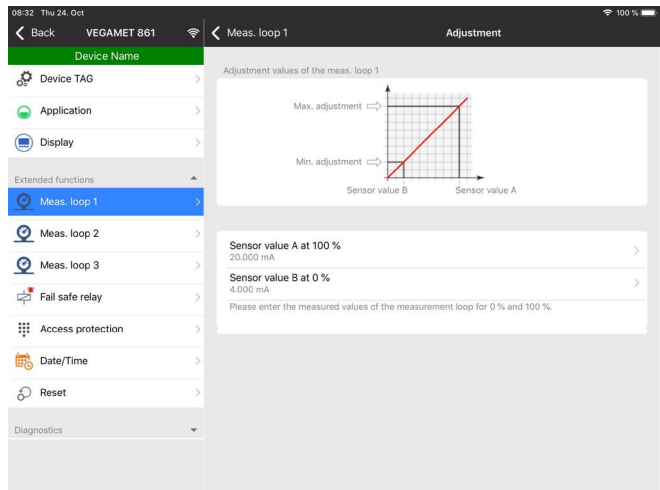 08:32 Thu 24. Oct
100 %
Back
VEGAMET 861
Meas. loop 1
Adjustment
Device Name
Device TAG
Application
Display
Extended functions
Meas. loop 1
Meas. loop 2
Meas. loop 3
Fail safe relay
Access protection
Date/Time
Reset
Diagnostics
Adjustment values of the meas. loop 1
Max. adjustment
Min. adjustment
Sensor value B
Sensor value A
Sensor value A at 100 %
20.000 mA
Sensor value B at 0 %
4.000 mA
Please enter the measured values of the measurement loop for 0 % and 100 %.